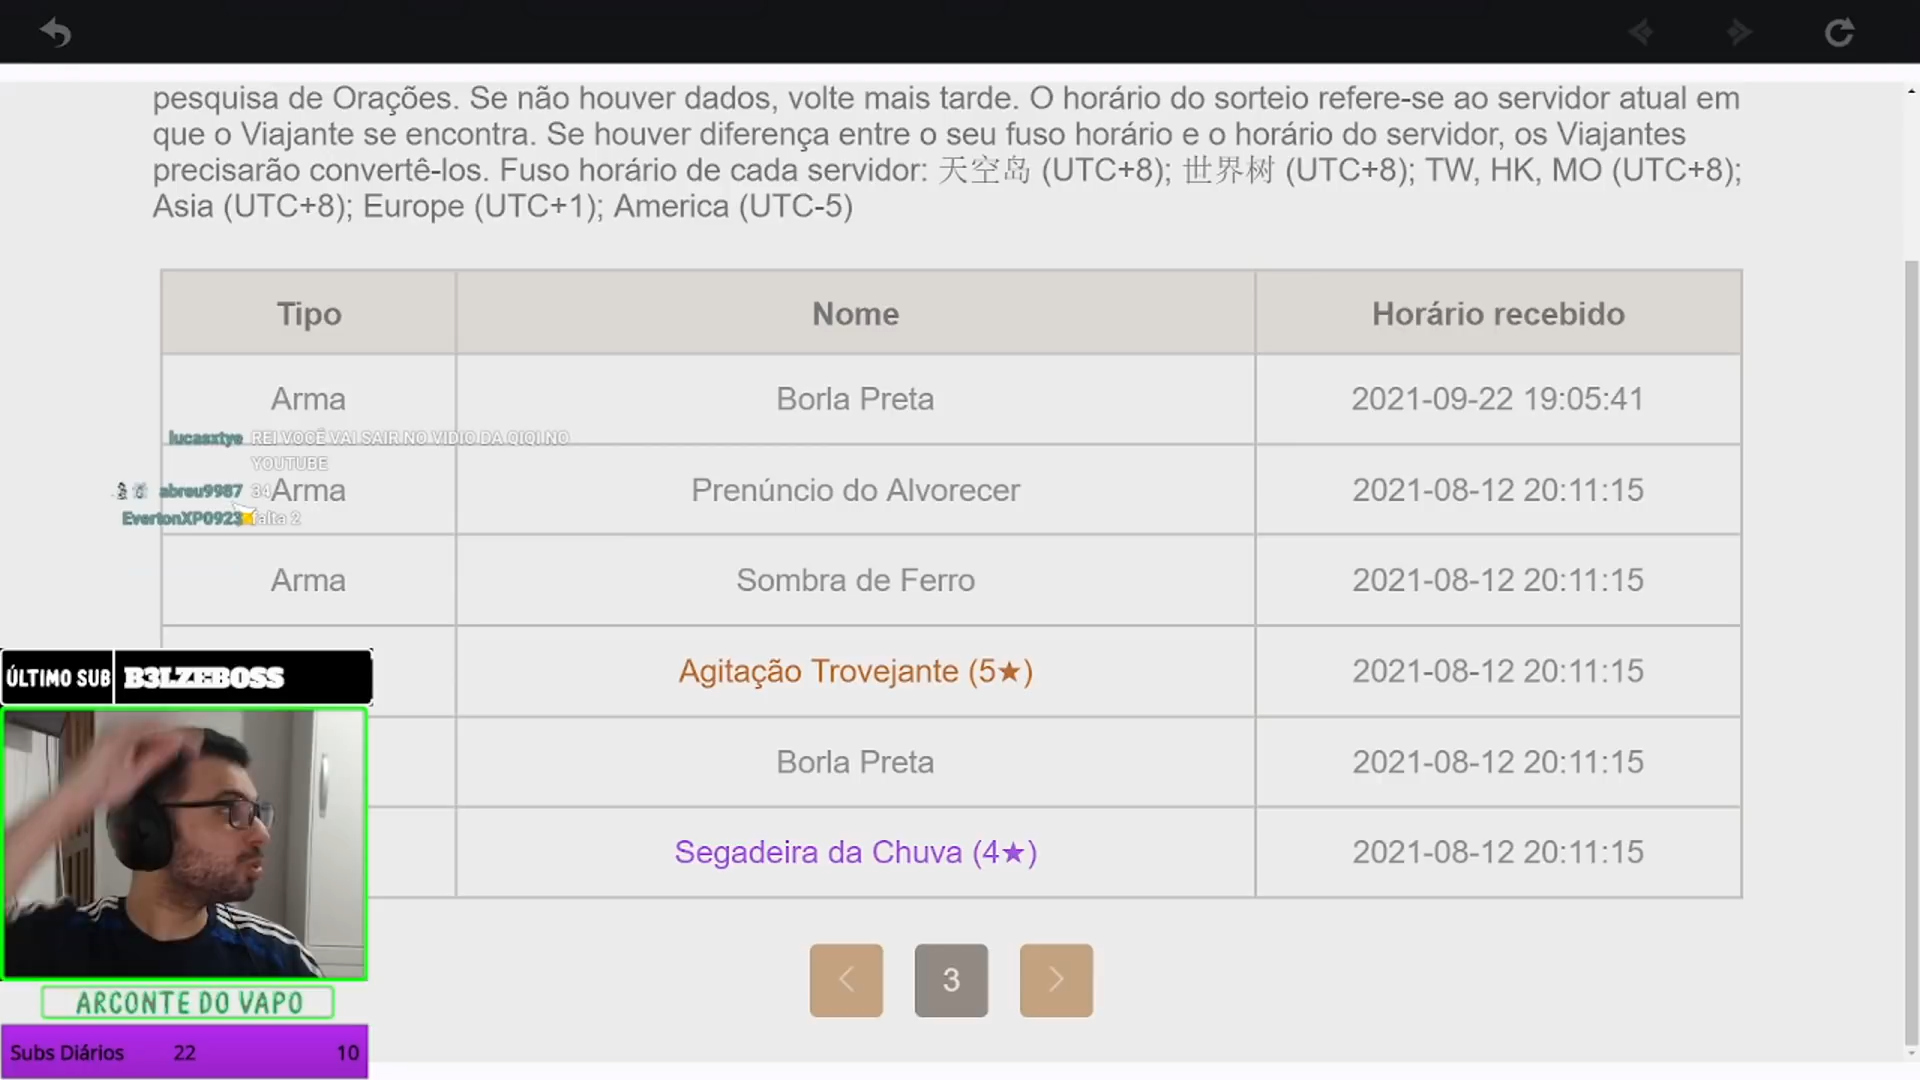 pesquisa de Orações. Se não houver dados, volte mais tarde. O horário do sorteio refere-se ao servidor atual em
que o Viajante se encontra. Se houver diferença entre o seu fuso horário e o horário do servidor, os Viajantes
precisarão convertê-los. Fuso horário de cada servidor: 天空岛 (UTC+8); 世界树 (UTC+8); TW, HK, MO (UTC+8);
Asia (UTC+8); Europe (UTC+1); America (UTC-5)
Tipo Nome Horário recebido
Arma Borla Preta 2021-09-22 19:05:41
lucasxtye REI VOCÊ VAI SAIR NO VIDIO DA QIQI NO
YOUTUBE
abreu9987 34
Arma Prenúncio do Alvorecer 2021-08-12 20:11:15
EvertonXP0923 falta 2
Arma Sombra de Ferro 2021-08-12 20:11:15
Agitação Trovejante (5★) 2021-08-12 20:11:15
Borla Preta 2021-08-12 20:11:15
Segadeira da Chuva (4★) 2021-08-12 20:11:15
< 3 >
ÚLTIMO SUB B3LZEBOSS
ARCONTE DO VAPO
Subs Diários 22 10